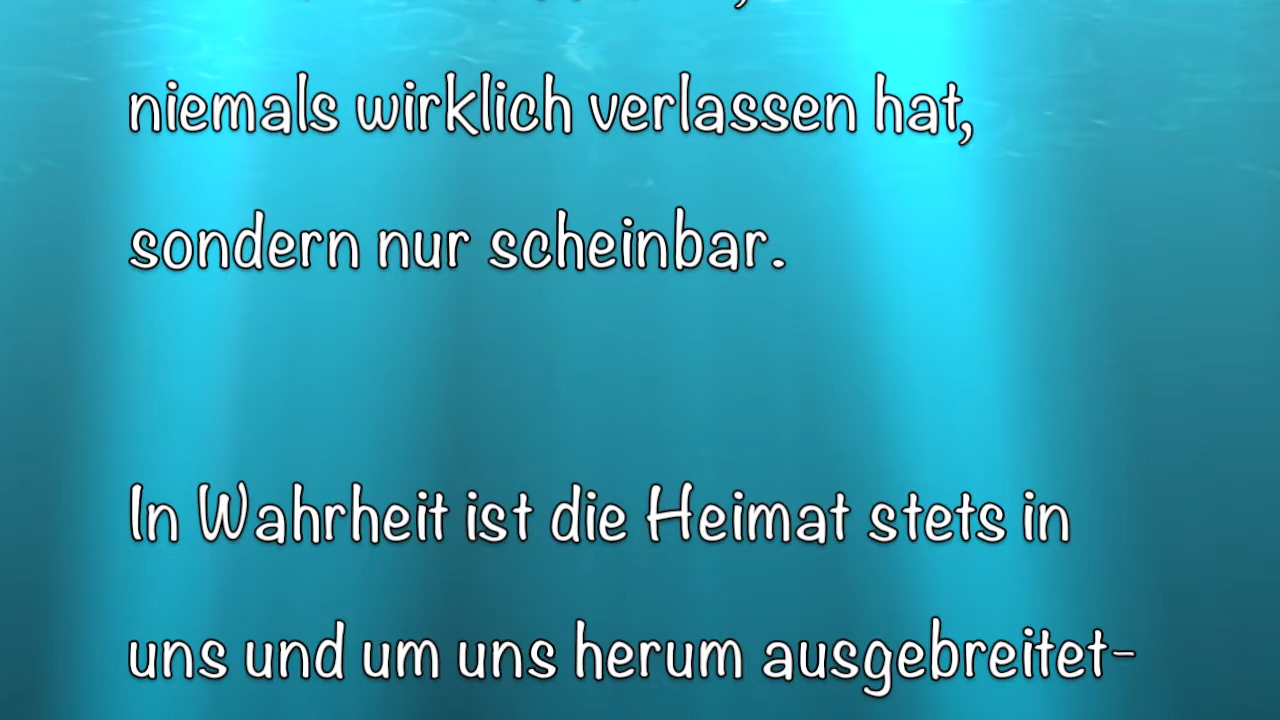 niemals wirklich verlassen hat,
sondern nur scheinbar.
In Wahrheit ist die Heimat stets in
uns und um uns herum ausgebreitet-